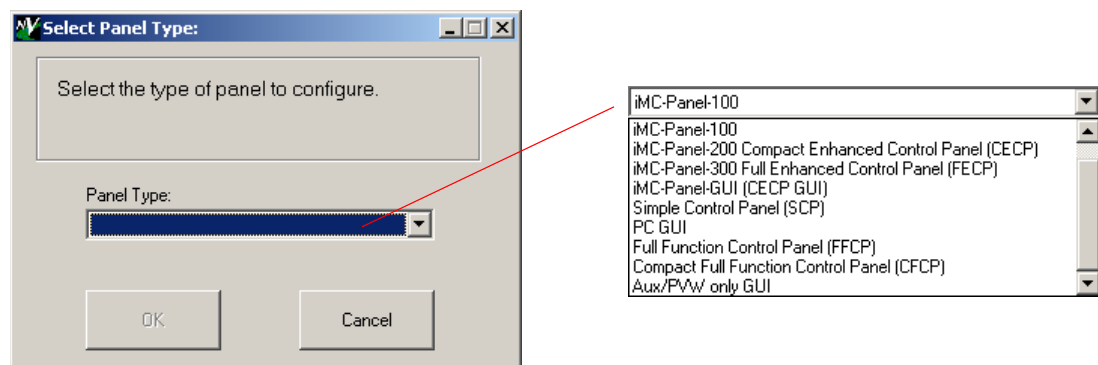 Select Panel Type:
Select the type of panel to configure.
Panel Type:
OK
Cancel
iMC-Panel-100
iMC-Panel-100
iMC-Panel-200 Compact Enhanced Control Panel (CECP)
iMC-Panel-300 Full Enhanced Control Panel (FECP)
iMC-Panel-GUI (CECP GUI)
Simple Control Panel (SCP)
PC GUI
Full Function Control Panel (FFCP)
Compact Full Function Control Panel (CFCP)
Aux/PVW only GUI